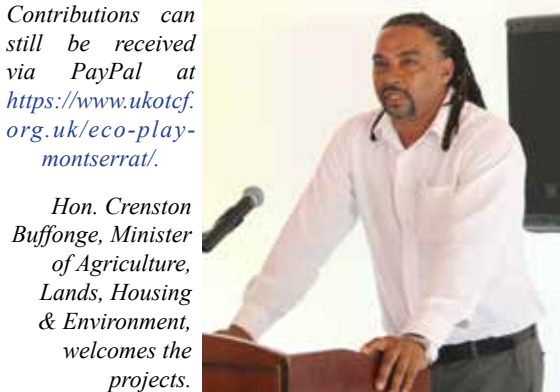 Contributions can
still be received
via PayPal at
https://www.ukotcf.
org.uk/eco-play-
montserrat/.
Hon. Crenston
Buffonge, Minister
of Agriculture,
Lands, Housing
& Environment,
welcomes the
projects.